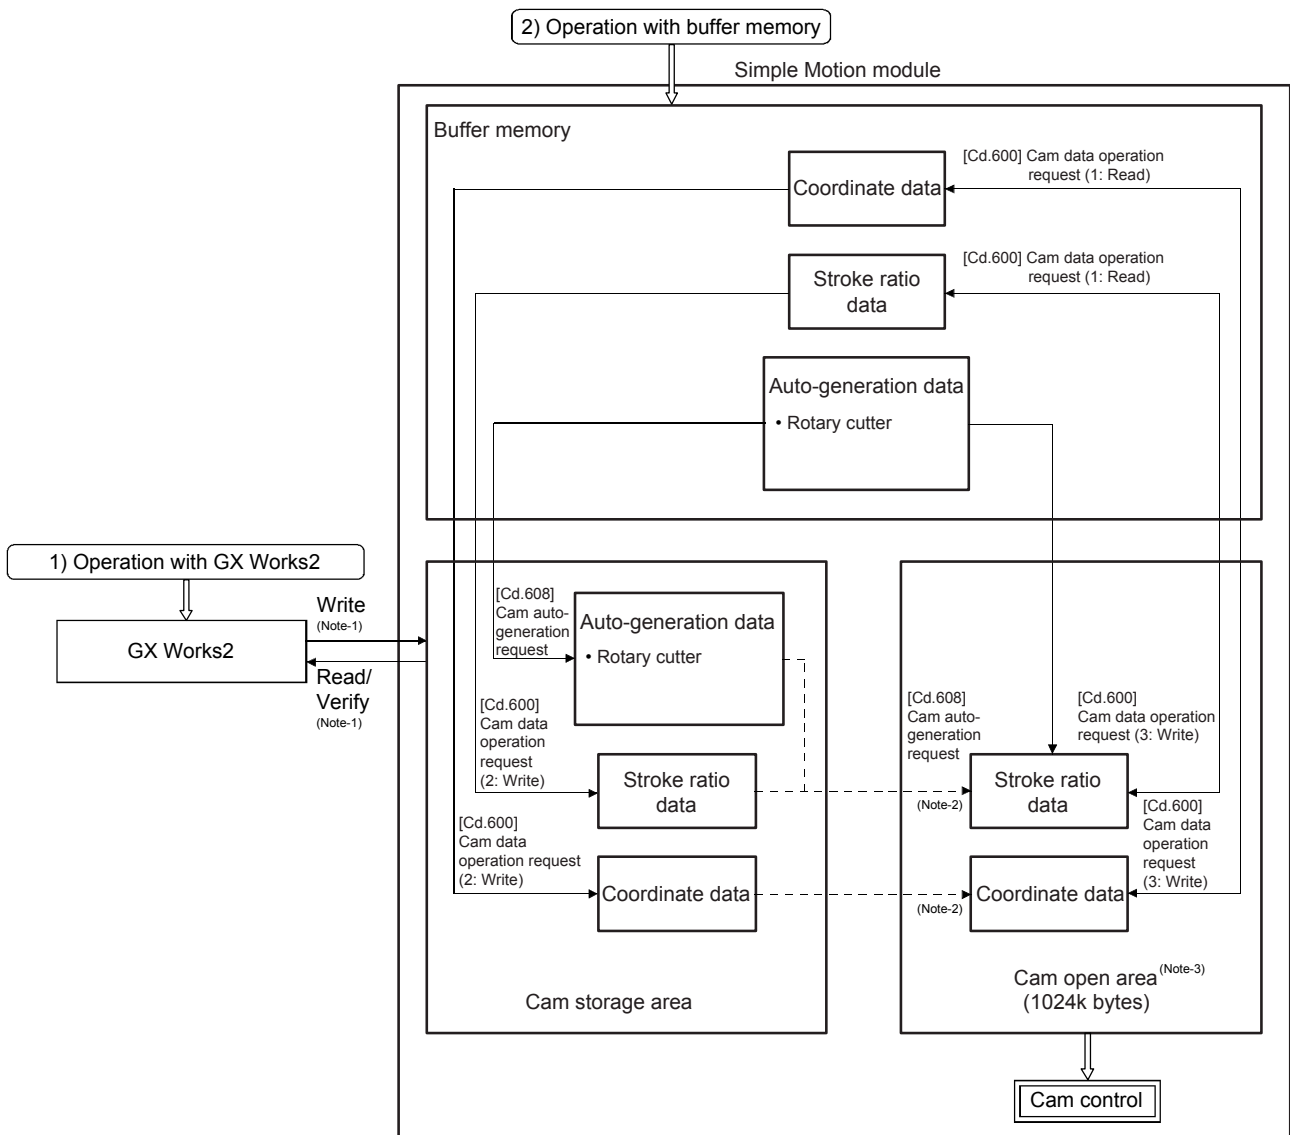 2) Operation with buffer memory
Simple Motion module
Buffer memory
[Cd.600] Cam data operation
request (1: Read)
Coordinate data
[Cd.600] Cam data operation
request (1: Read)
Stroke ratio
data
Auto-generation data
• Rotary cutter
1) Operation with GX Works2
GX Works2
Write
(Note-1)
Read/
Verify
(Note-1)
[Cd.608]
Cam auto-
generation
request
Auto-generation data
• Rotary cutter
[Cd.600]
Cam data
operation
request
(2: Write)
Stroke ratio
data
[Cd.600]
Cam data
operation request
(2: Write)
Coordinate data
Cam storage area
[Cd.608]
Cam auto-
generation
request
[Cd.600]
Cam data operation
request (3: Write)
(Note-2)
Stroke ratio
data
[Cd.600]
Cam data
operation
request
(3: Write)
(Note-2)
Coordinate data
Cam open area (Note-3)
(1024k bytes)
Cam control